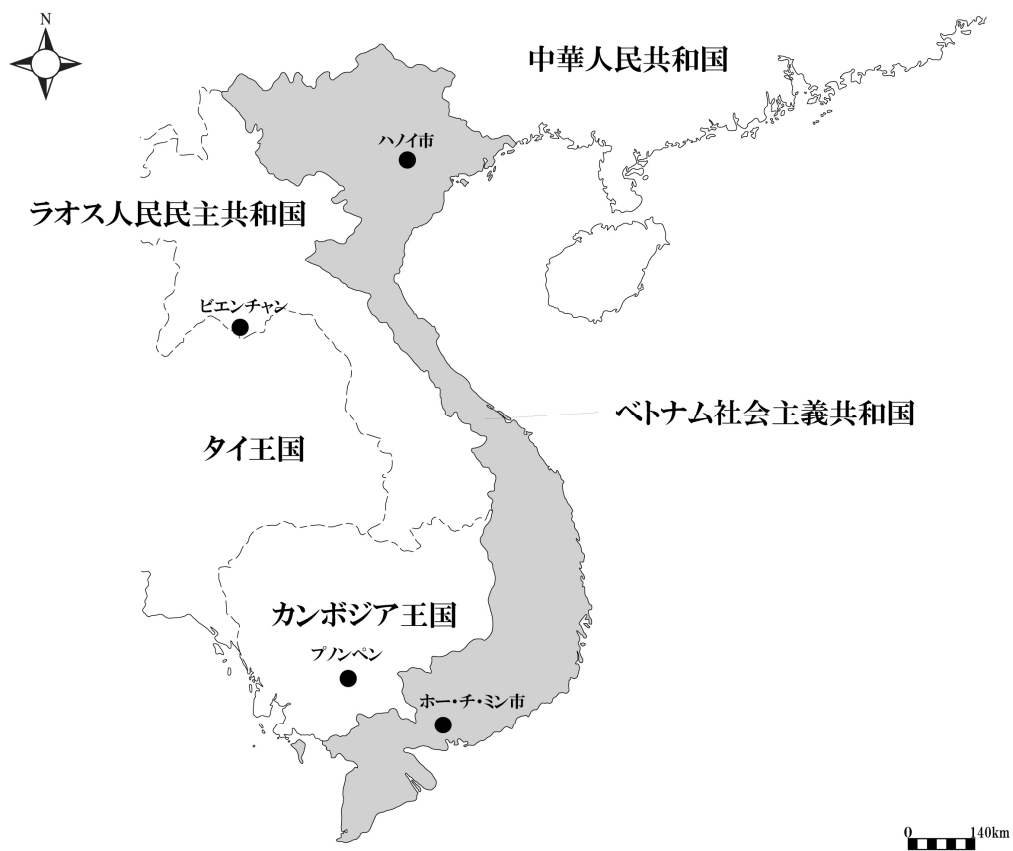 N
中華人民共和国
ハノイ市
ラオス人民民主共和国
ビエンチャン
ベトナム社会主義共和国
タイ王国
カンボジア王国
プノンペン
ホー・チ・ミン市
0 140km